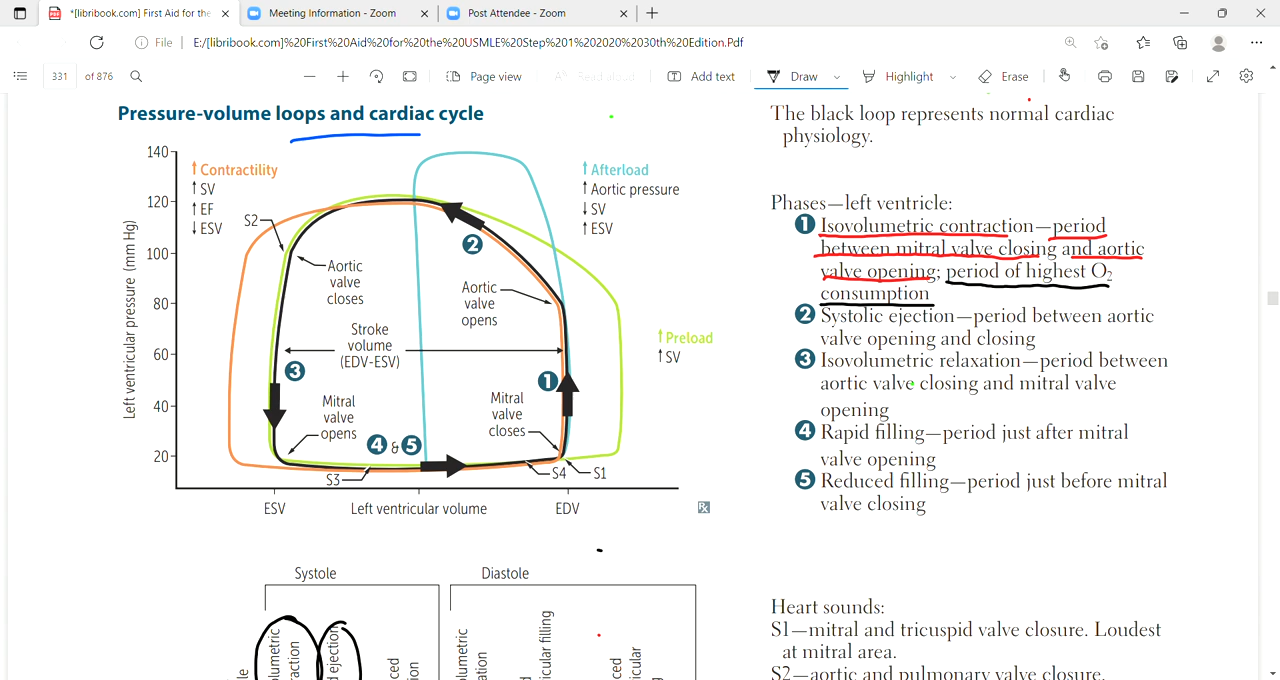 *[libribook.com] First Aid for the
Meeting Information - Zoom
Post Attendee - Zoom
File
E:/[libribook.com]%20First%20Aid%20for%20the%20USMLE%20Step%201%202020%2030th%20Edition.Pdf
331 of 876
Page view
Read aloud
Add text
Draw
Highlight
Erase
Pressure-volume loops and cardiac cycle
140
120
100
80
60
40
20
Left ventricular pressure (mm Hg)
↑ Contractility
↑ SV
↑ EF
↓ ESV
S2
Aortic
valve
closes
↑ Afterload
↑ Aortic pressure
↓ SV
↑ ESV
2
Aortic
valve
opens
Stroke
volume
(EDV-ESV)
↑ Preload
↑ SV
3
1
Mitral
valve
opens
4 & 5
Mitral
valve
closes
S3
S4
S1
ESV
Left ventricular volume
EDV
Rx
The black loop represents normal cardiac
physiology.
Phases—left ventricle:
1 Isovolumetric contraction—period
between mitral valve closing and aortic
valve opening; period of highest O2
consumption
2 Systolic ejection—period between aortic
valve opening and closing
3 Isovolumetric relaxation—period between
aortic valve closing and mitral valve
opening
4 Rapid filling—period just after mitral
valve opening
5 Reduced filling—period just before mitral
valve closing
Systole
Diastole
ejection
Heart sounds:
S1—mitral and tricuspid valve closure. Loudest
at mitral area.
S2—aortic and pulmonary valve closure.